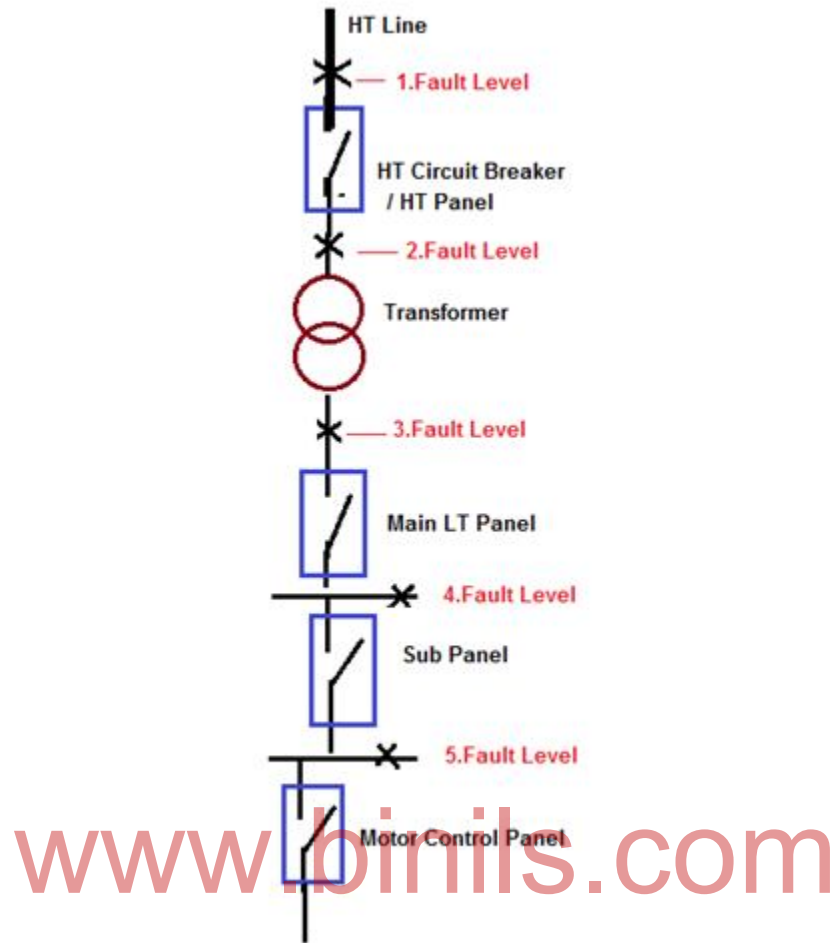 HT Line
1.Fault Level
HT Circuit Breaker
/ HT Panel
2.Fault Level
Transformer
3.Fault Level
Main LT Panel
4.Fault Level
Sub Panel
5.Fault Level
Motor Control Panel
www.binils.com